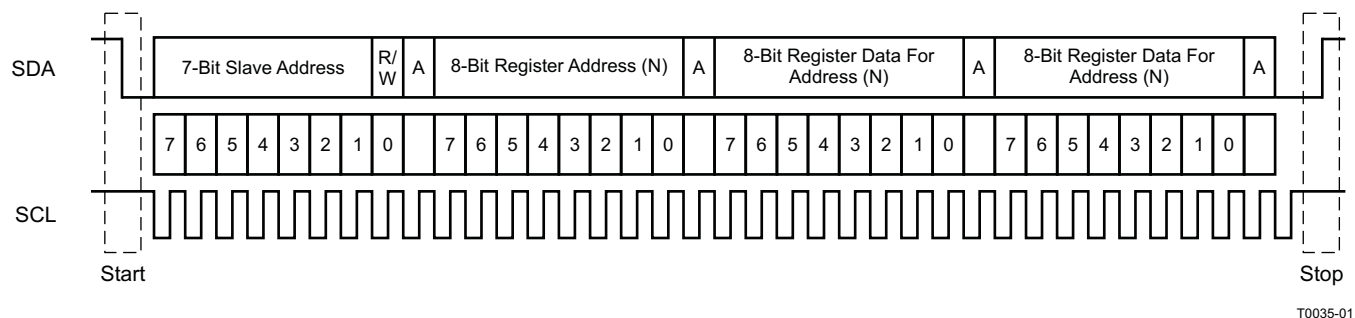 SDA
7-Bit Slave Address
R/
W
A
8-Bit Register Address (N)
A
8-Bit Register Data For
Address (N)
A
8-Bit Register Data For
Address (N)
A
7 6 5 4 3 2 1 0 7 6 5 4 3 2 1 0 7 6 5 4 3 2 1 0 7 6 5 4 3 2 1 0
SCL
Start
Stop
T0035-01